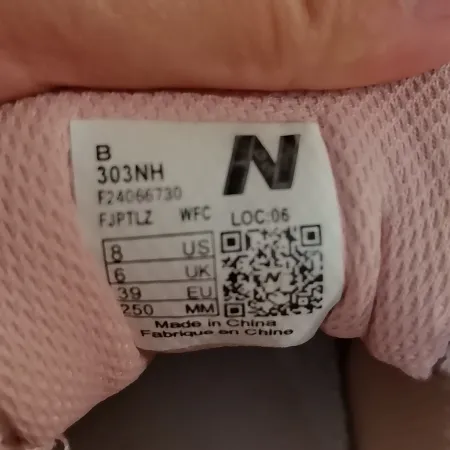 B
303NH
F24066730
FJPTLZ WFC LOC:06
8 US
6 UK
39 EU
250 MM
Made in China
Fabrique en Chine